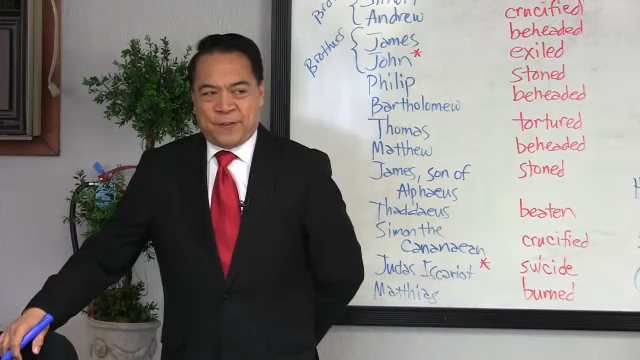 Bro
Andrew crucified
Brothers James beheaded
John * exiled
Philip stoned
Bartholomew beheaded
Thomas tortured
Matthew beheaded
James, son of stoned
Alphaeus
Thaddaeus beaten
Simon the
Cananaean crucified
Judas Iscariot * suicide
Matthias burned